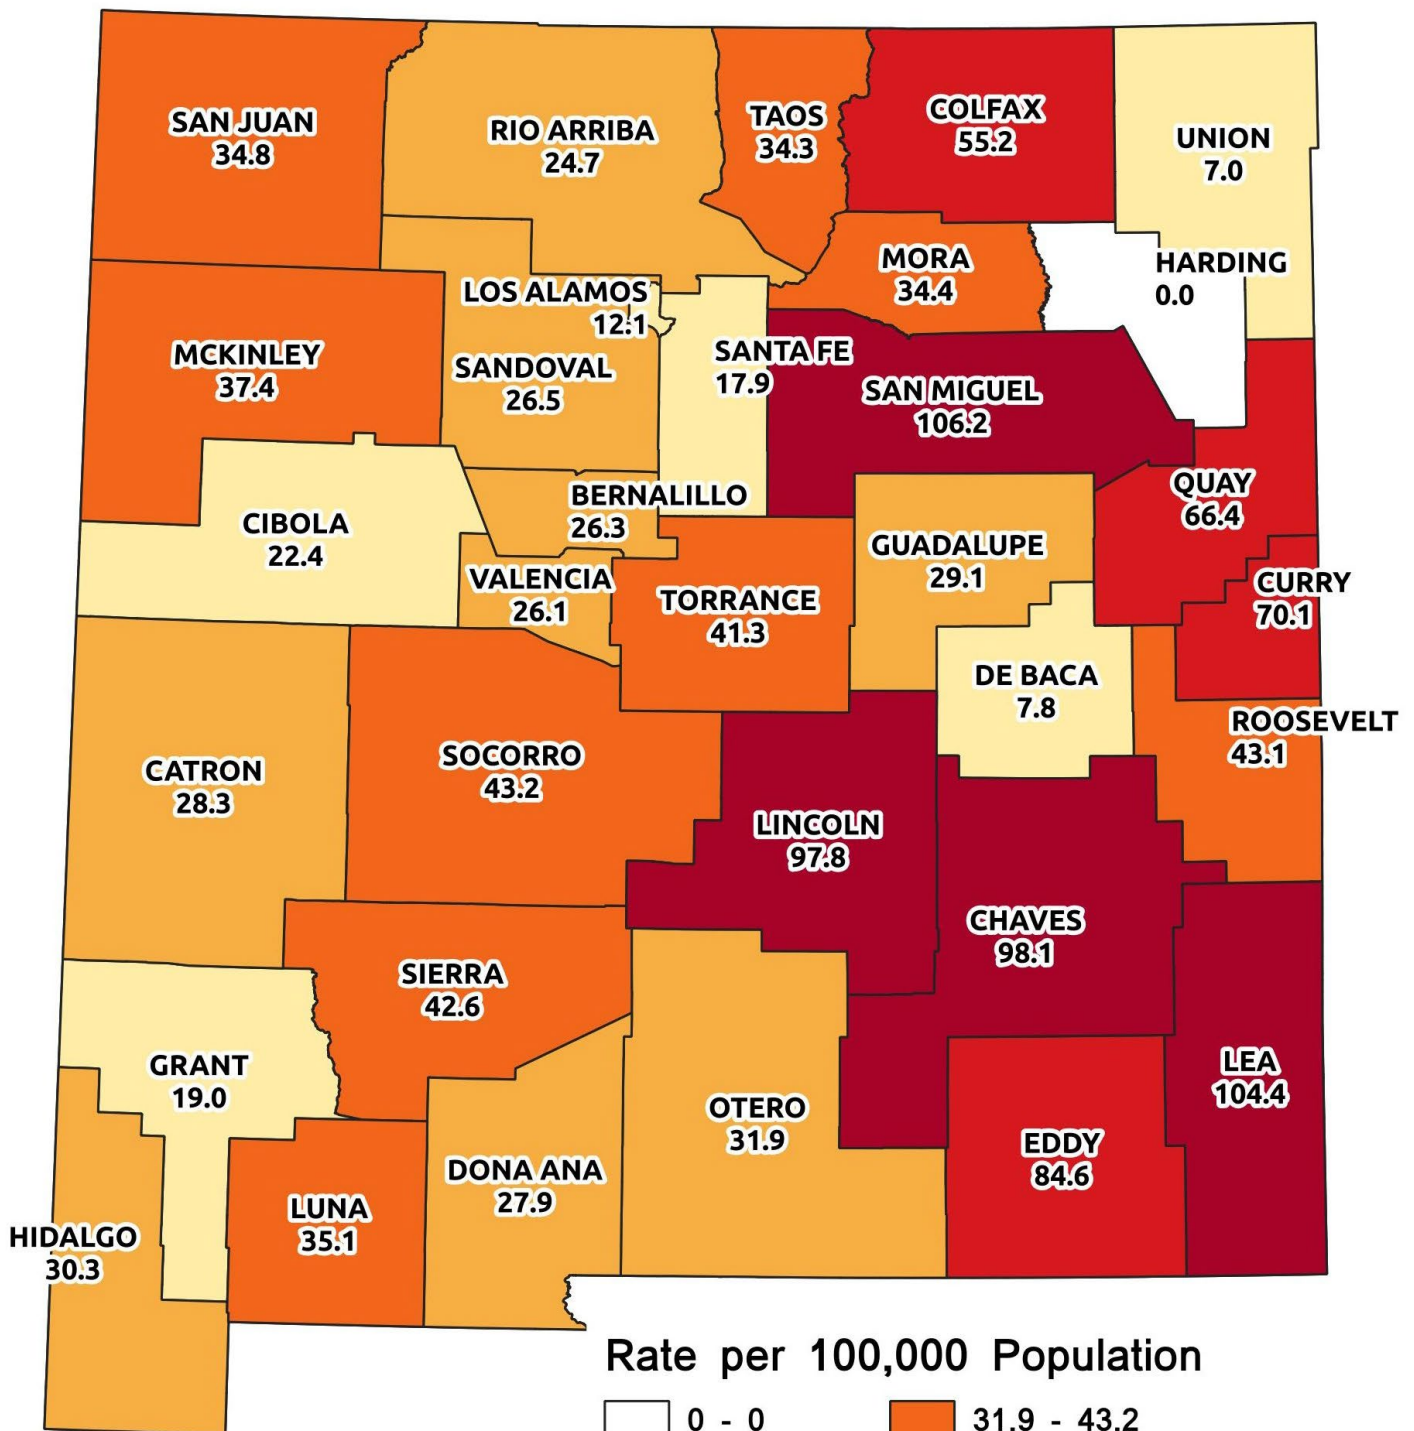 SAN JUAN
34.8
RIO ARRIBA
24.7
TAOS
34.3
COLFAX
55.2
UNION
7.0
MORA
34.4
HARDING
0.0
LOS ALAMOS
12.1
MCKINLEY
37.4
SANDOVAL
26.5
SANTA FE
17.9
SAN MIGUEL
106.2
QUAY
66.4
CIBOLA
22.4
BERNALILLO
26.3
VALENCIA
26.1
TORRANCE
41.3
GUADALUPE
29.1
CURRY
70.1
DE BACA
7.8
ROOSEVELT
43.1
CATRON
28.3
SOCORRO
43.2
LINCOLN
97.8
CHAVES
98.1
SIERRA
42.6
GRANT
19.0
OTERO
31.9
LEA
104.4
EDDY
84.6
DONA ANA
27.9
LUNA
35.1
HIDALGO
30.3
Rate per 100,000 Population
0 - 0
31.9 - 43.2